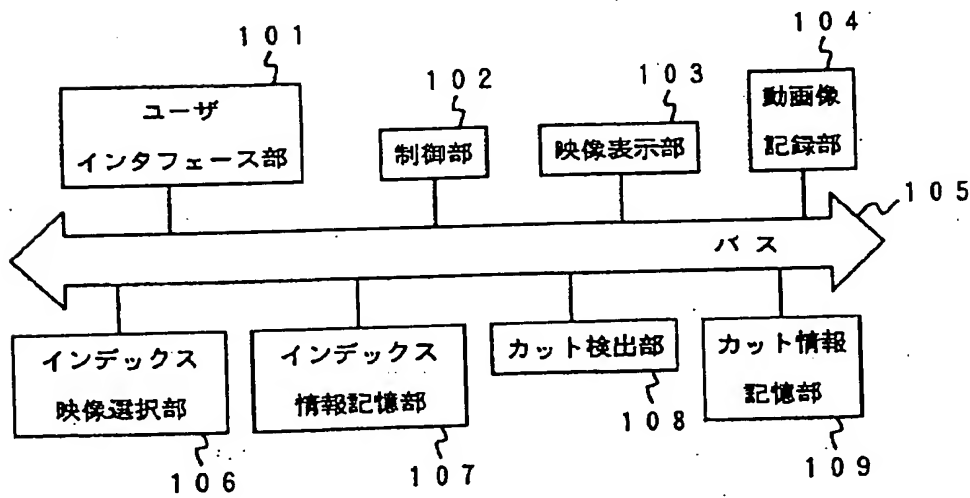 101
ユーザ
インタフェース部
102
制御部
103
映像表示部
104
動画像
記録部
105
バス
インデックス
映像選択部
106
インデックス
情報記憶部
107
カット検出部
108
カット情報
記憶部
109